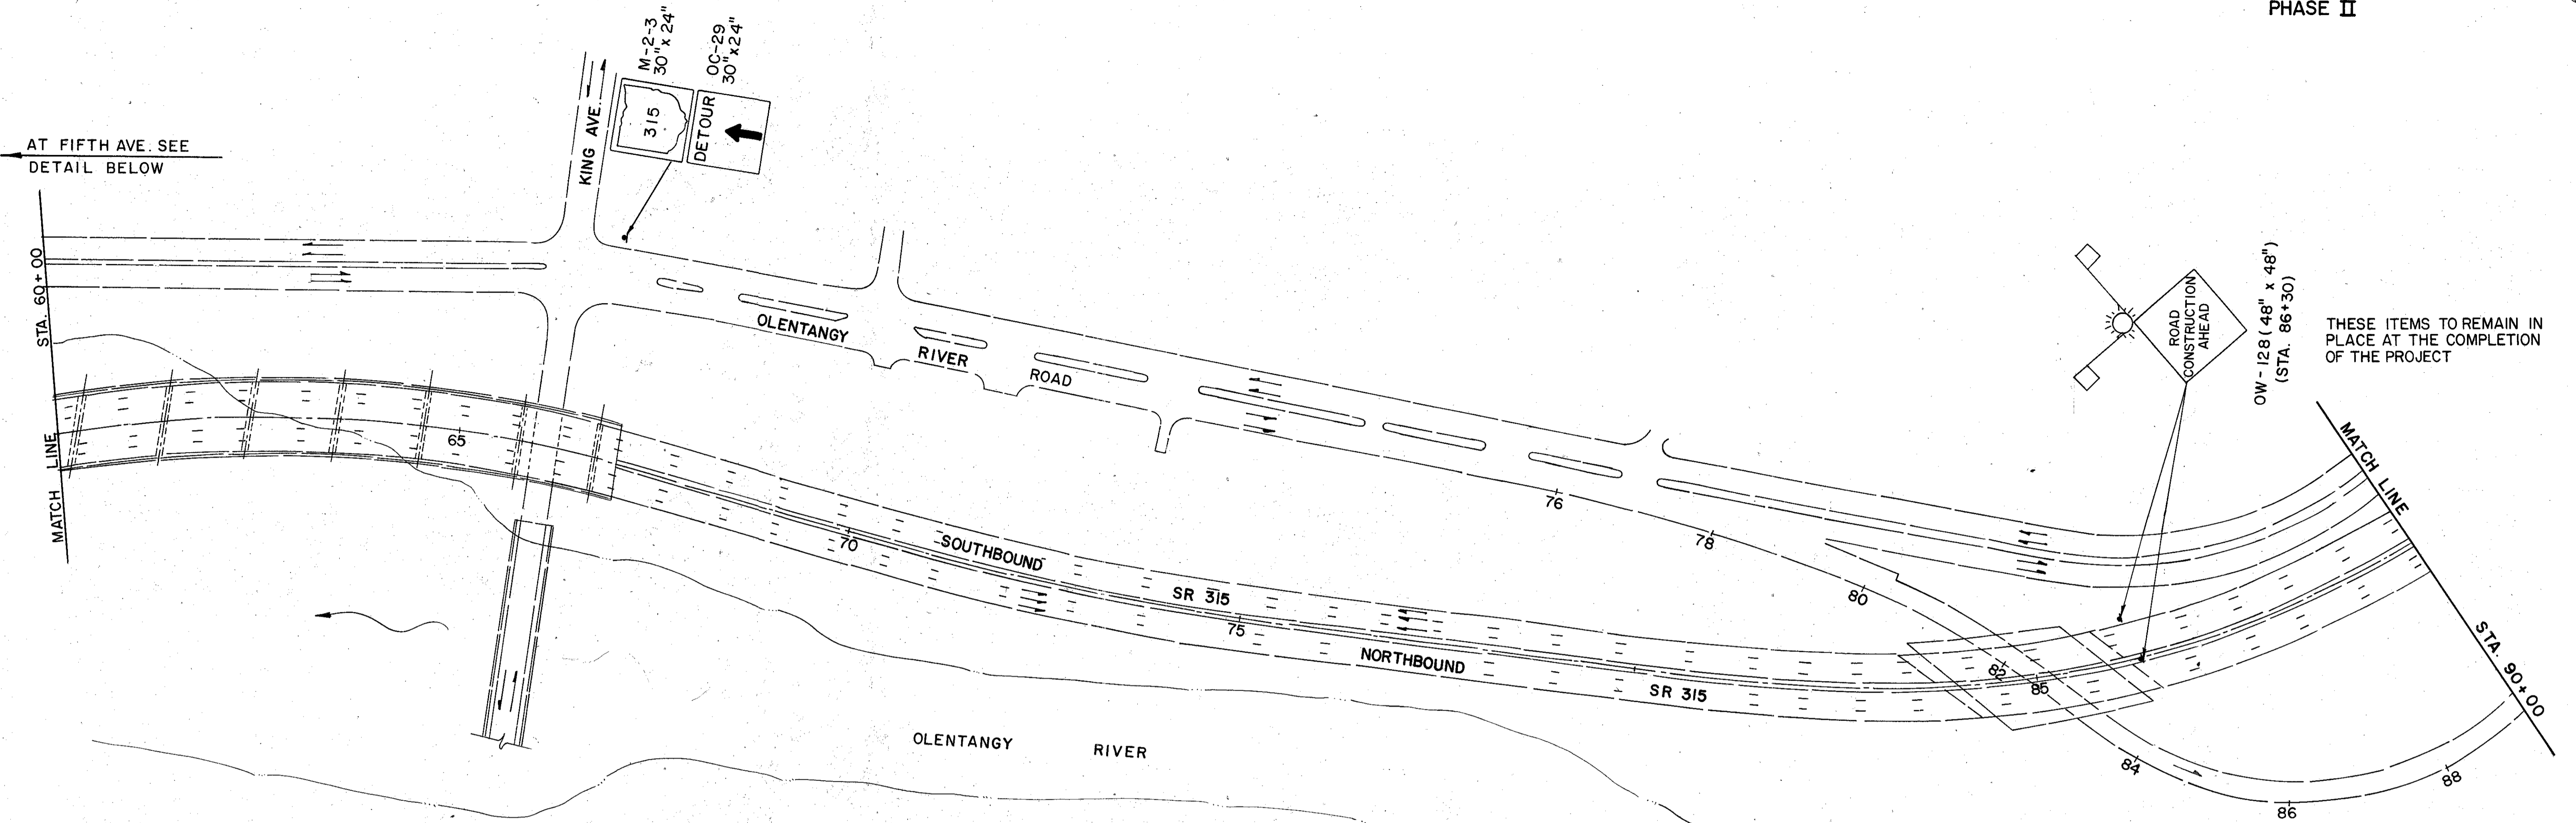 PHASE II
M-2-3
30"x 24"
OC-29
30"x24"
315
DETOUR
KING AVE.
AT FIFTH AVE. SEE
DETAIL BELOW
MATCH LINE STA. 60+00
OLENTANGY RIVER ROAD
ROAD
CONSTRUCTION
AHEAD
OW-128 (48" x 48")
(STA. 86+30)
THESE ITEMS TO REMAIN IN
PLACE AT THE COMPLETION
OF THE PROJECT
MATCH LINE STA. 90+00
65
70
75
76
78
80
82
85
84
86
88
SOUTHBOUND
SR 315
NORTHBOUND
SR 315
OLENTANGY RIVER